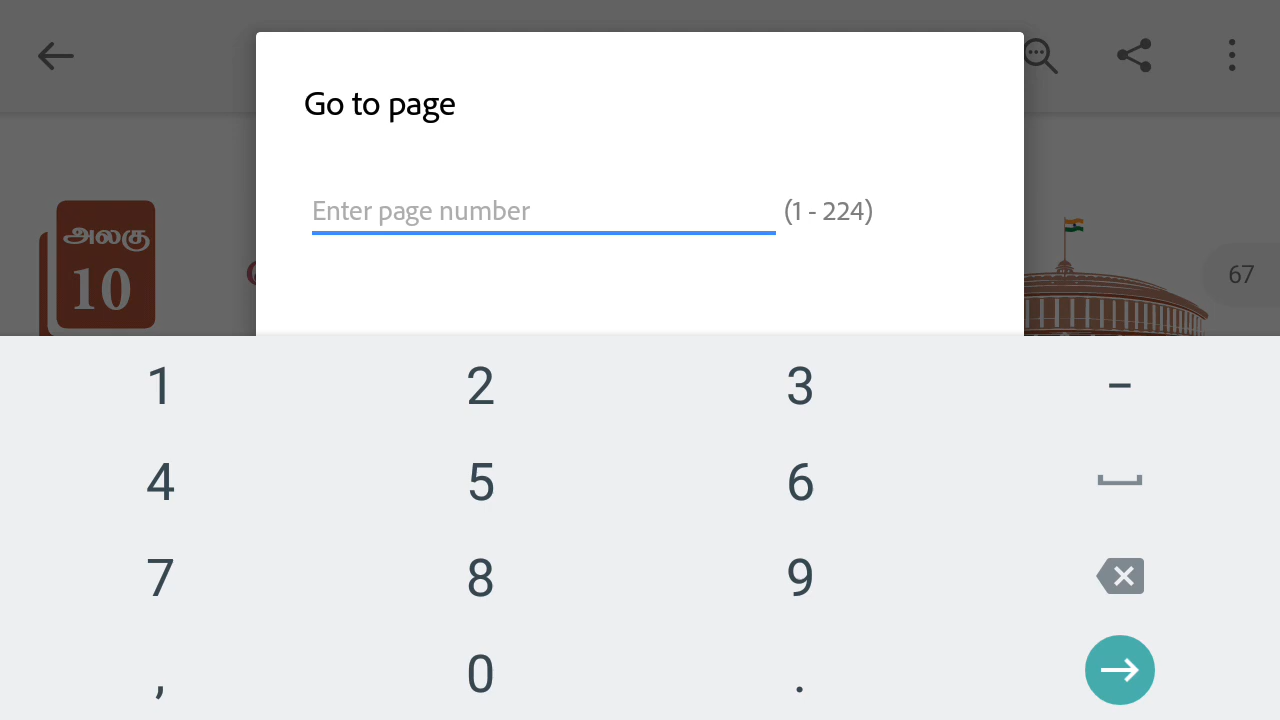 Go to page
Enter page number (1 - 224)
அலகு
10
67
1 2 3 –
4 5 6
7 8 9
, 0 .